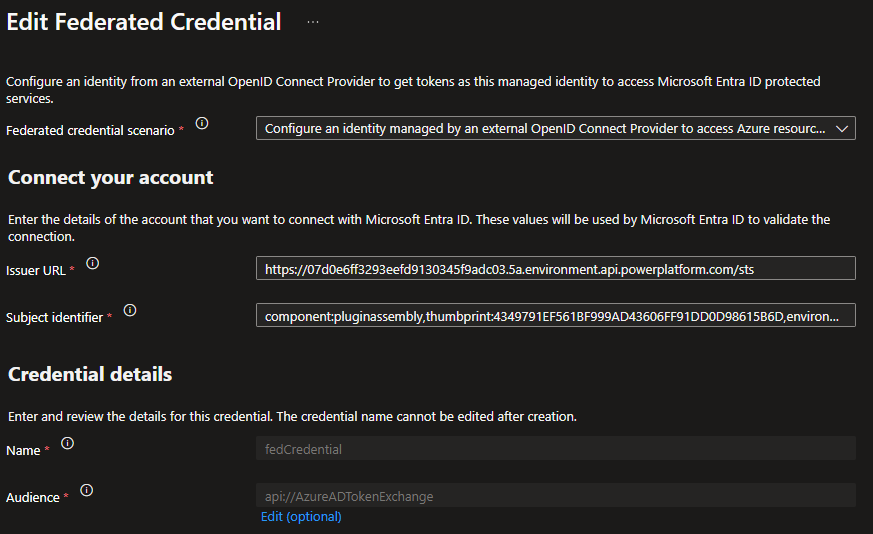 Edit Federated Credential ...
Configure an identity from an external OpenID Connect Provider to get tokens as this managed identity to access Microsoft Entra ID protected
services.
Federated credential scenario * Configure an identity managed by an external OpenID Connect Provider to access Azure resourc...
Connect your account
Enter the details of the account that you want to connect with Microsoft Entra ID. These values will be used by Microsoft Entra ID to validate the
connection.
Issuer URL * https://07d0e6ff3293eefd9130345f9adc03.5a.environment.api.powerplatform.com/sts
Subject identifier * component:pluginassembly,thumbprint:4349791EF561BF999AD43606FF91DD0D98615B6D,environ...
Credential details
Enter and review the details for this credential. The credential name cannot be edited after creation.
Name * fedCredential
Audience * api://AzureADTokenExchange
Edit (optional)